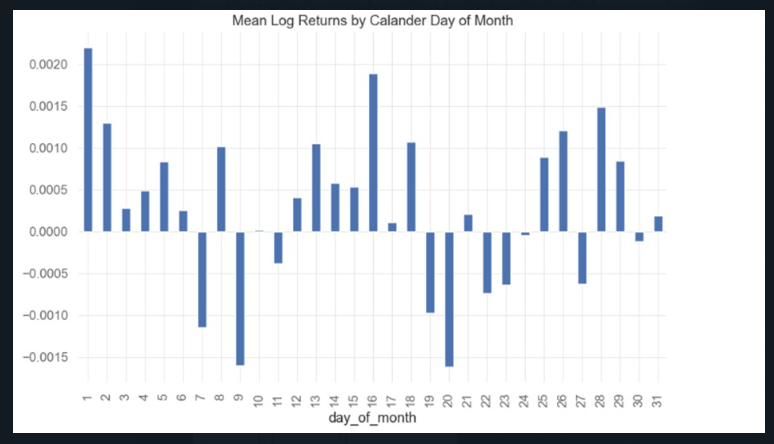 Mean Log Returns by Calander Day of Month
0.0020
0.0015
0.0010
0.0005
0.0000
−0.0005
−0.0010
−0.0015
1 2 3 4 5 6 7 8 9 10 11 12 13 14 15 16 17 18 19 20 21 22 23 24 25 26 27 28 29 30 31
day_of_month